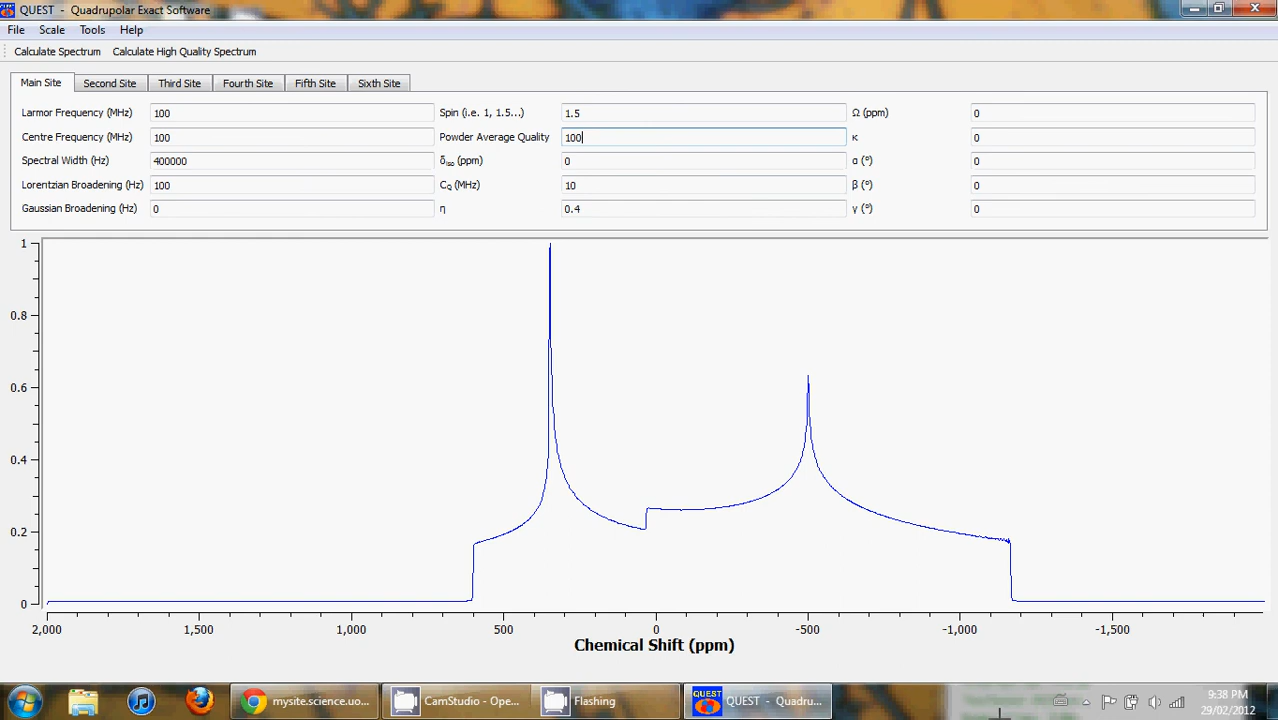 QUEST - Quadrupolar Exact Software
File Scale Tools Help
Calculate Spectrum Calculate High Quality Spectrum
Main Site Second Site Third Site Fourth Site Fifth Site Sixth Site
Larmor Frequency (MHz) 100 Spin (i.e. 1, 1.5...) 1.5 Ω (ppm) 0
Centre Frequency (MHz) 100 Powder Average Quality 100 κ 0
Spectral Width (Hz) 400000 δiso (ppm) 0 α (°) 0
Lorentzian Broadening (Hz) 100 CQ (MHz) 10 β (°) 0
Gaussian Broadening (Hz) 0 η 0.4 γ (°) 0
1
0.8
0.6
0.4
0.2
0
2,000 1,500 1,000 500 0 -500 -1,000 -1,500
Chemical Shift (ppm)
mysite.science.uo... CamStudio - Ope... Flashing QUEST QUEST - Quadru... 9:38 PM
29/02/2012